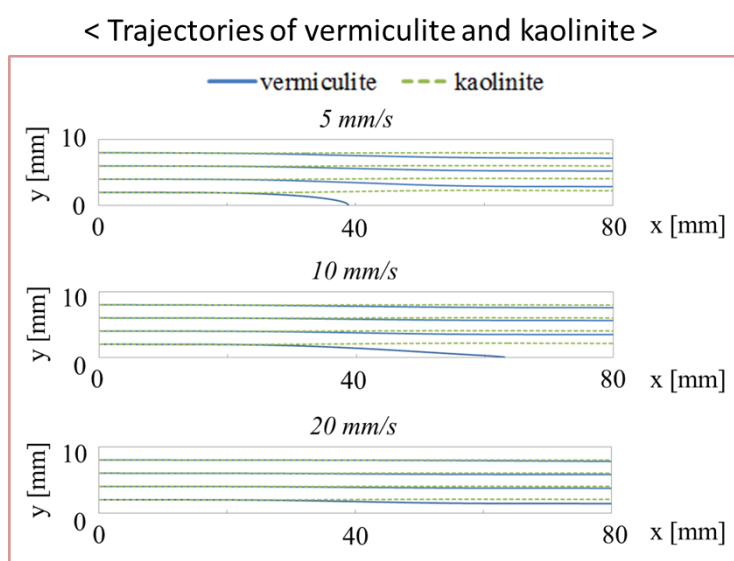 < Trajectories of vermiculite and kaolinite >
vermiculite kaolinite
5 mm/s
10
y [mm]
0
0 40 80 x [mm]
10 mm/s
10
y [mm]
0
0 40 80 x [mm]
20 mm/s
10
y [mm]
0
0 40 80 x [mm]